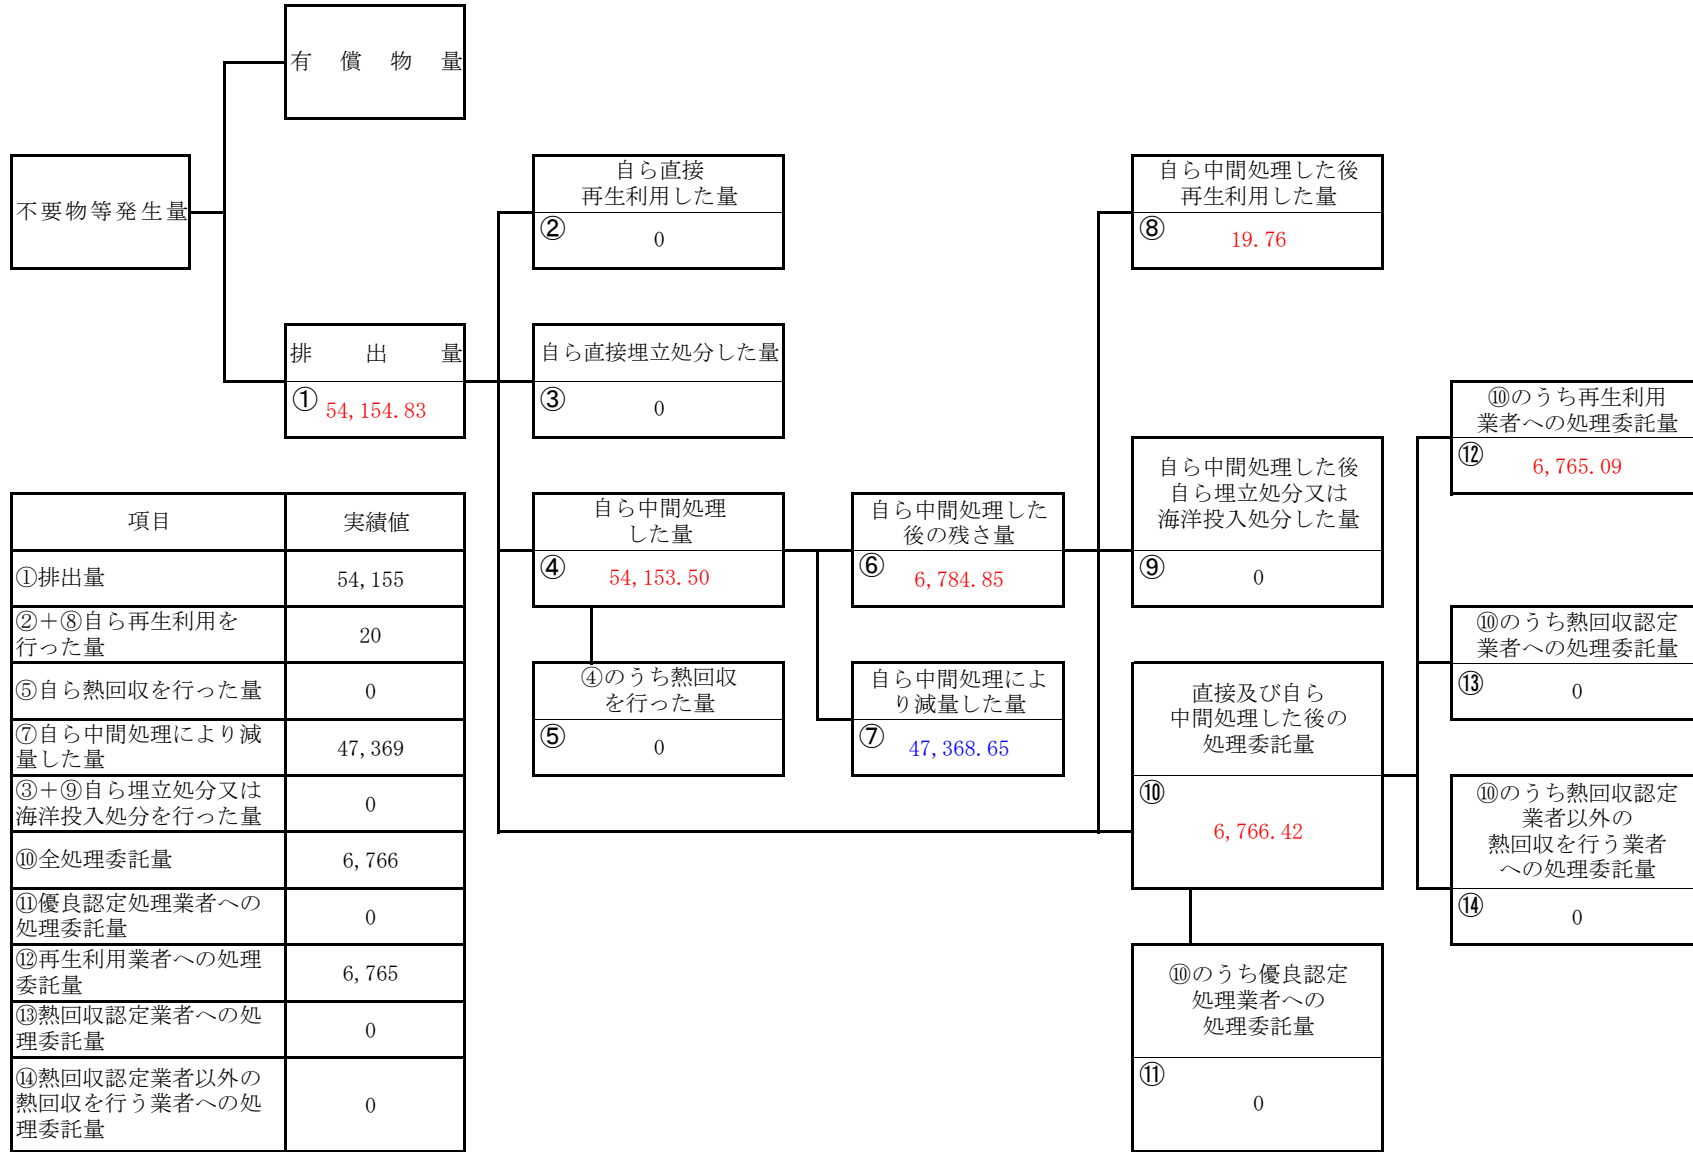 有償物量
不要物等発生量
排出量
① 54,154.83
自ら直接
再生利用した量
② 0
自ら直接埋立処分した量
③ 0
自ら中間処理
した量
④ 54,153.50
④のうち熱回収
を行った量
⑤ 0
自ら中間処理した
後の残さ量
⑥ 6,784.85
自ら中間処理によ
り減量した量
⑦ 47,368.65
自ら中間処理した後
再生利用した量
⑧ 19.76
自ら中間処理した後
自ら埋立処分又は
海洋投入処分した量
⑨ 0
直接及び自ら
中間処理した後の
処理委託量
⑩
6,766.42
⑩のうち優良認定
処理業者への
処理委託量
⑪
0
⑩のうち再生利用
業者への処理委託量
⑫ 6,765.09
⑩のうち熱回収認定
業者への処理委託量
⑬ 0
⑩のうち熱回収認定
業者以外の
熱回収を行う業者
への処理委託量
⑭ 0
項目 実績値
①排出量 54,155
②＋⑧自ら再生利用を
行った量 20
⑤自ら熱回収を行った量 0
⑦自ら中間処理により減
量した量 47,369
③＋⑨自ら埋立処分又は
海洋投入処分を行った量 0
⑩全処理委託量 6,766
⑪優良認定処理業者への
処理委託量 0
⑫再生利用業者への処理
委託量 6,765
⑬熱回収認定業者への処
理委託量 0
⑭熱回収認定業者以外の
熱回収を行う業者への処
理委託量 0